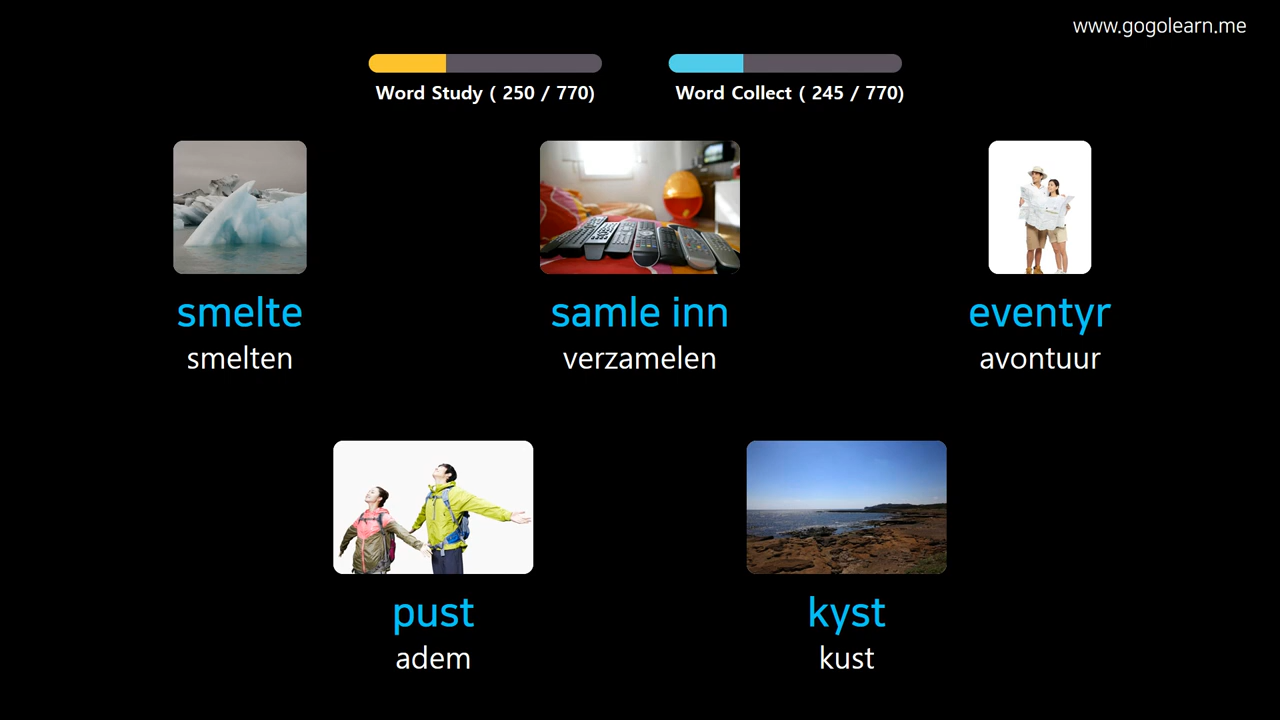 www.gogolearn.me
Word Study ( 250 / 770)
Word Collect ( 245 / 770)
smelte
smelten
samle inn
verzamelen
eventyr
avontuur
pust
adem
kyst
kust